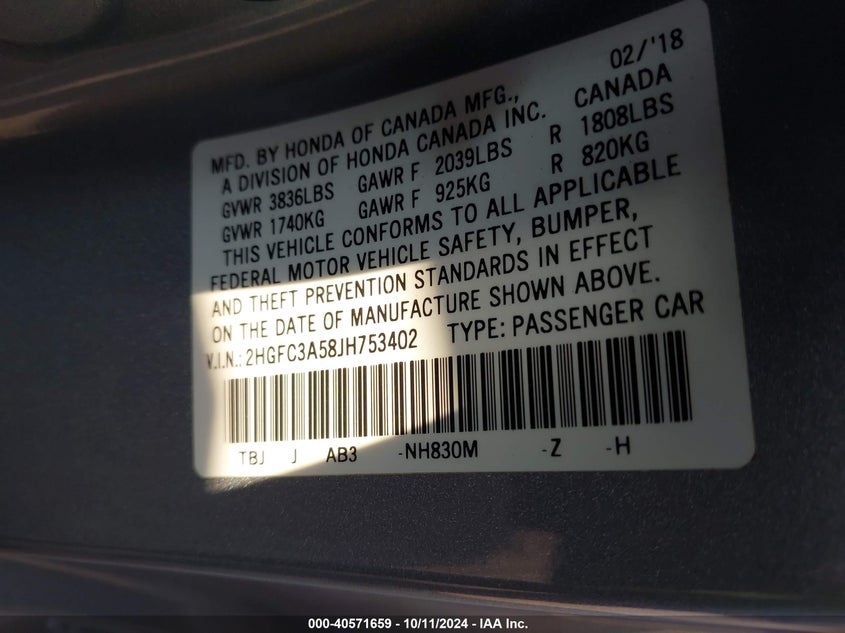 02/'18
MFD. BY HONDA OF CANADA MFG.,
A DIVISION OF HONDA CANADA INC. CANADA
GVWR 3836LBS GAWR F 2039LBS R 1808LBS
GVWR 1740KG GAWR F 925KG R 820KG
THIS VEHICLE CONFORMS TO ALL APPLICABLE
FEDERAL MOTOR VEHICLE SAFETY, BUMPER,
AND THEFT PREVENTION STANDARDS IN EFFECT
ON THE DATE OF MANUFACTURE SHOWN ABOVE.
V.I.N.: 2HGFC3A58JH753402 TYPE: PASSENGER CAR
TBJ J AB3 -NH830M -Z -H
000-40571659 - 10/11/2024 - IAA Inc.